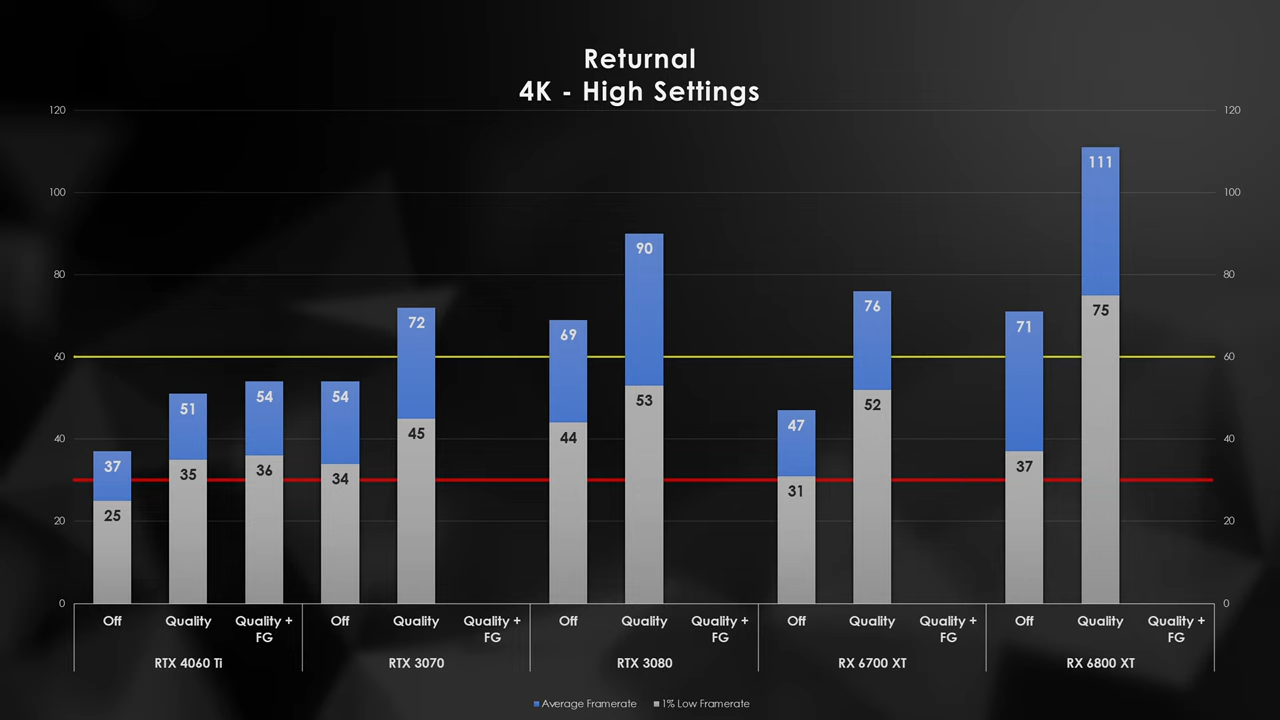 Returnal
4K - High Settings
120 120
100 100
80 80
60 60
40 40
20 20
0 0
37 51 54 54 72 69 90 47 76 71 111
25 35 36 34 45 44 53 31 52 37 75
Off Quality Quality + FG Off Quality Quality + FG Off Quality Quality + FG Off Quality Quality + FG Off Quality Quality + FG
RTX 4060 Ti RTX 3070 RTX 3080 RX 6700 XT RX 6800 XT
Average Framerate 1% Low Framerate